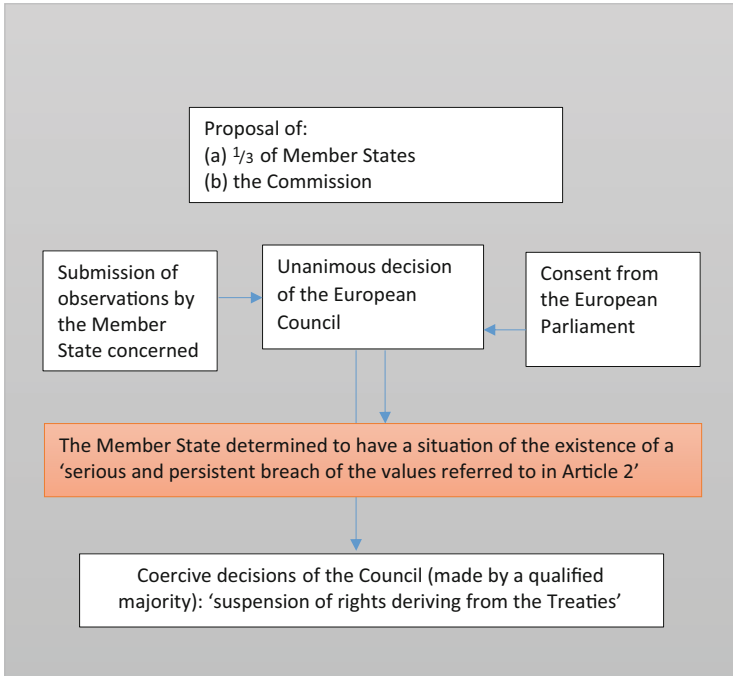 Proposal of:
(a) 1/3 of Member States
(b) the Commission
Submission of
observations by
the Member
State concerned
Unanimous decision
of the European
Council
Consent from
the European
Parliament
The Member State determined to have a situation of the existence of a
‘serious and persistent breach of the values referred to in Article 2’
Coercive decisions of the Council (made by a qualified
majority): ‘suspension of rights deriving from the Treaties’